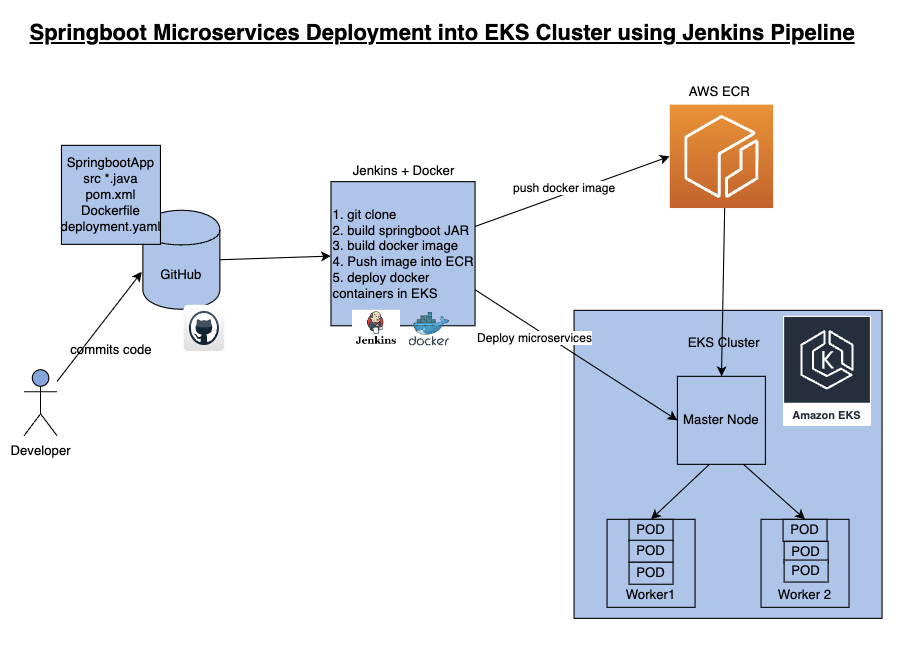 Springboot Microservices Deployment into EKS Cluster using Jenkins Pipeline
AWS ECR
SpringbootApp
src *.java
pom.xml
Dockerfile
deployment.yaml
GitHub
commits code
Developer
Jenkins + Docker
1. git clone
2. build springboot JAR
3. build docker image
4. Push image into ECR
5. deploy docker
containers in EKS
Jenkins
docker
push docker image
Deploy microservices
EKS Cluster
K
Amazon EKS
Master Node
POD
POD
POD
Worker1
POD
POD
POD
Worker 2